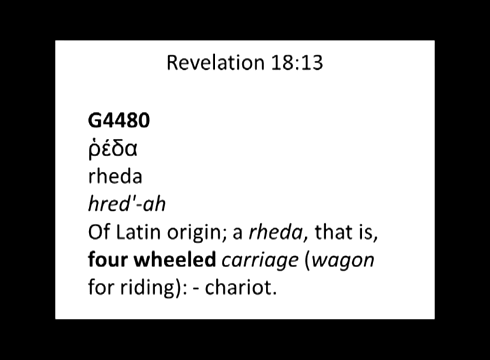 Revelation 18:13
G4480
ῥέδα
rheda
hred'-ah
Of Latin origin; a rheda, that is,
four wheeled carriage (wagon
for riding): - chariot.